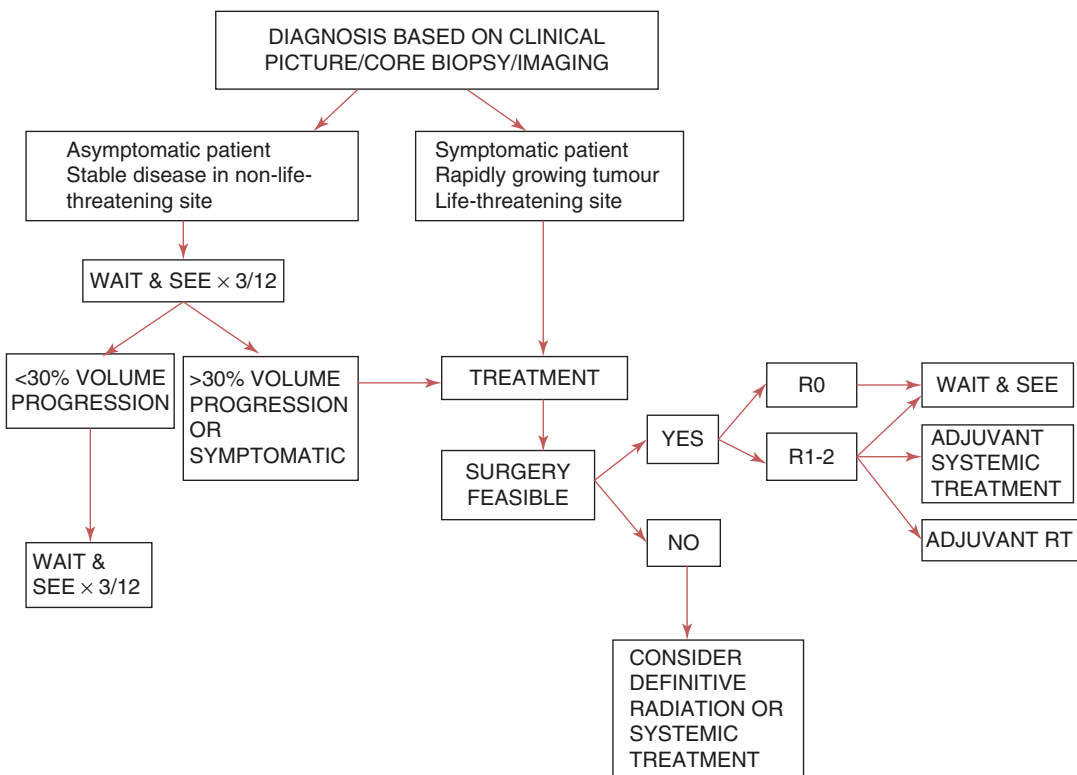 DIAGNOSIS BASED ON CLINICAL
PICTURE/CORE BIOPSY/IMAGING
Asymptomatic patient
Stable disease in non-life-
threatening site
Symptomatic patient
Rapidly growing tumour
Life-threatening site
WAIT & SEE × 3/12
<30% VOLUME
PROGRESSION
>30% VOLUME
PROGRESSION
OR
SYMPTOMATIC
TREATMENT
R0
WAIT & SEE
YES
R1-2
ADJUVANT
SYSTEMIC
TREATMENT
SURGERY
FEASIBLE
NO
ADJUVANT RT
WAIT &
SEE × 3/12
CONSIDER
DEFINITIVE
RADIATION OR
SYSTEMIC
TREATMENT